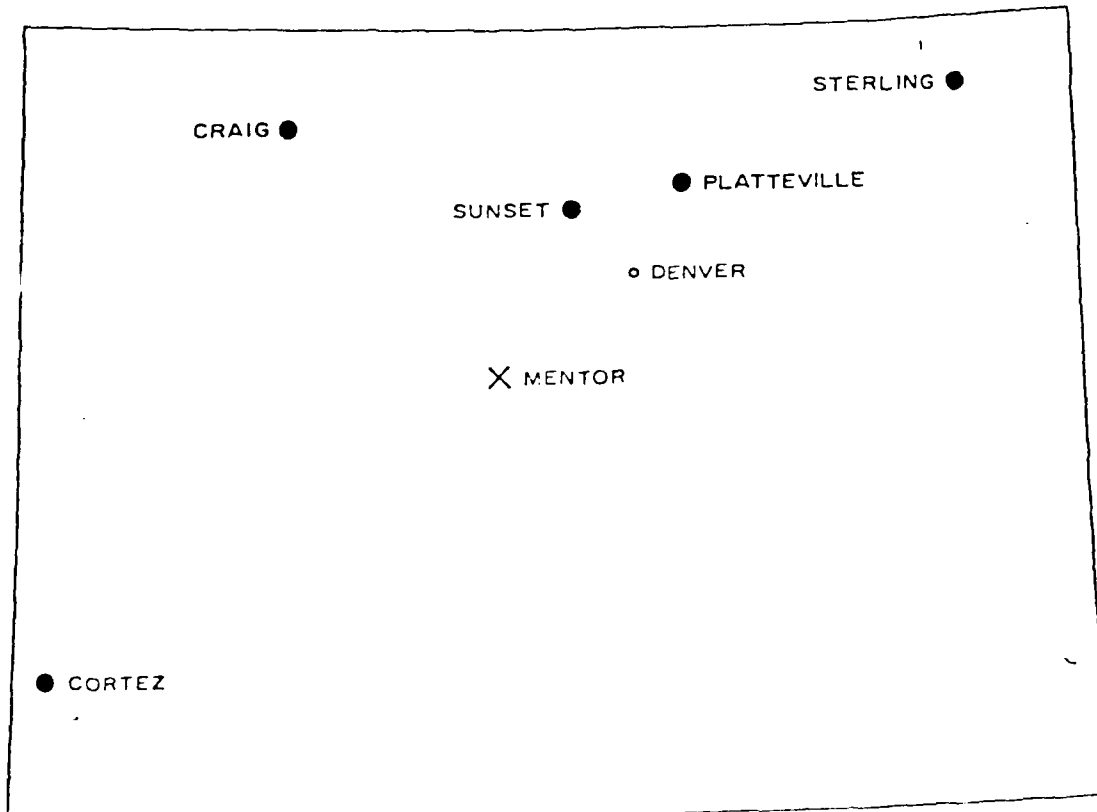 STERLING
CRAIG
PLATTEVILLE
SUNSET
DENVER
MENTOR
CORTEZ